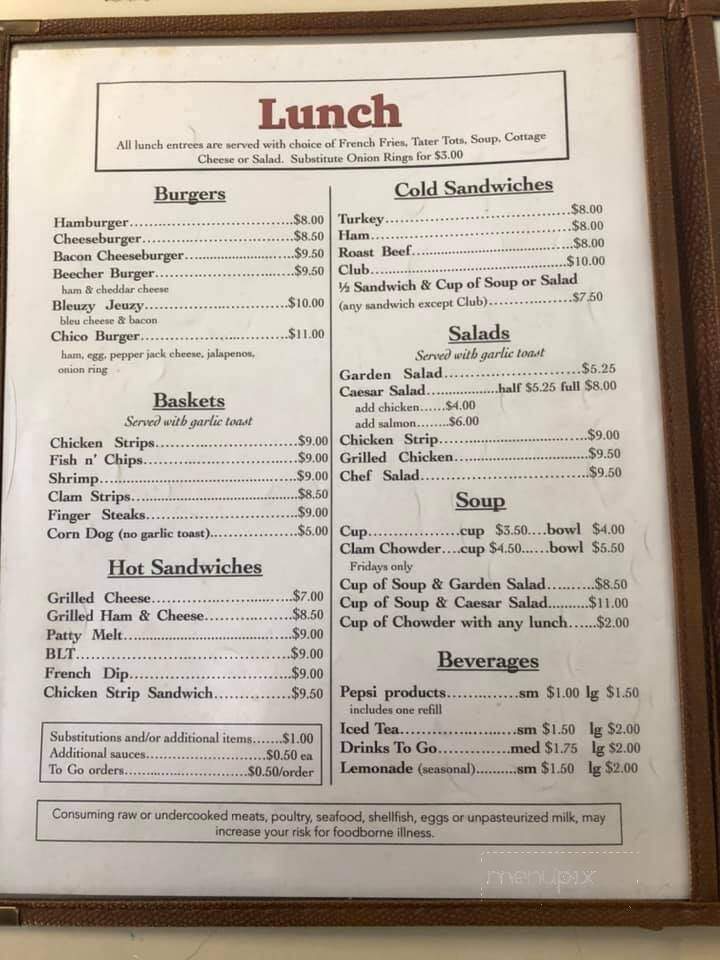 Lunch
All lunch entrees are served with choice of French Fries, Tater Tots, Soup, Cottage
Cheese or Salad. Substitute Onion Rings for $3.00
Burgers
Hamburger.......................................$8.00
Cheeseburger....................................$8.50
Bacon Cheeseburger..........................$9.50
Beecher Burger.................................$9.50
ham & cheddar cheese
Bleuzy Jeuzy..................................$10.00
bleu cheese & bacon
Chico Burger...................................$11.00
ham, egg, pepper jack cheese, jalapenos,
onion ring
Baskets
Served with garlic toast
Chicken Strips..................................$9.00
Fish n' Chips.....................................$9.00
Shrimp..............................................$9.00
Clam Strips.......................................$8.50
Finger Steaks....................................$9.00
Corn Dog (no garlic toast).....................$5.00
Hot Sandwiches
Grilled Cheese..................................$7.00
Grilled Ham & Cheese.....................$8.50
Patty Melt........................................$9.00
BLT..................................................$9.00
French Dip.......................................$9.00
Chicken Strip Sandwich..................$9.50
Substitutions and/or additional items.......$1.00
Additional sauces............................$0.50 ea
To Go orders.............................$0.50/order
Cold Sandwiches
Turkey............................................$8.00
Ham................................................$8.00
Roast Beef......................................$8.00
Club...............................................$10.00
½ Sandwich & Cup of Soup or Salad
(any sandwich except Club)....................$7.50
Salads
Served with garlic toast
Garden Salad.................................$5.25
Caesar Salad.................half $5.25 full $8.00
add chicken......$4.00
add salmon........$6.00
Chicken Strip...................................$9.00
Grilled Chicken................................$9.50
Chef Salad........................................$9.50
Soup
Cup...................cup $3.50....bowl $4.00
Clam Chowder....cup $4.50......bowl $5.50
Fridays only
Cup of Soup & Garden Salad..........$8.50
Cup of Soup & Caesar Salad..........$11.00
Cup of Chowder with any lunch......$2.00
Beverages
Pepsi products..............sm $1.00 lg $1.50
includes one refill
Iced Tea........................sm $1.50 lg $2.00
Drinks To Go................med $1.75 lg $2.00
Lemonade (seasonal)..........sm $1.50 lg $2.00
Consuming raw or undercooked meats, poultry, seafood, shellfish, eggs or unpasteurized milk, may
increase your risk for foodborne illness.
menupix